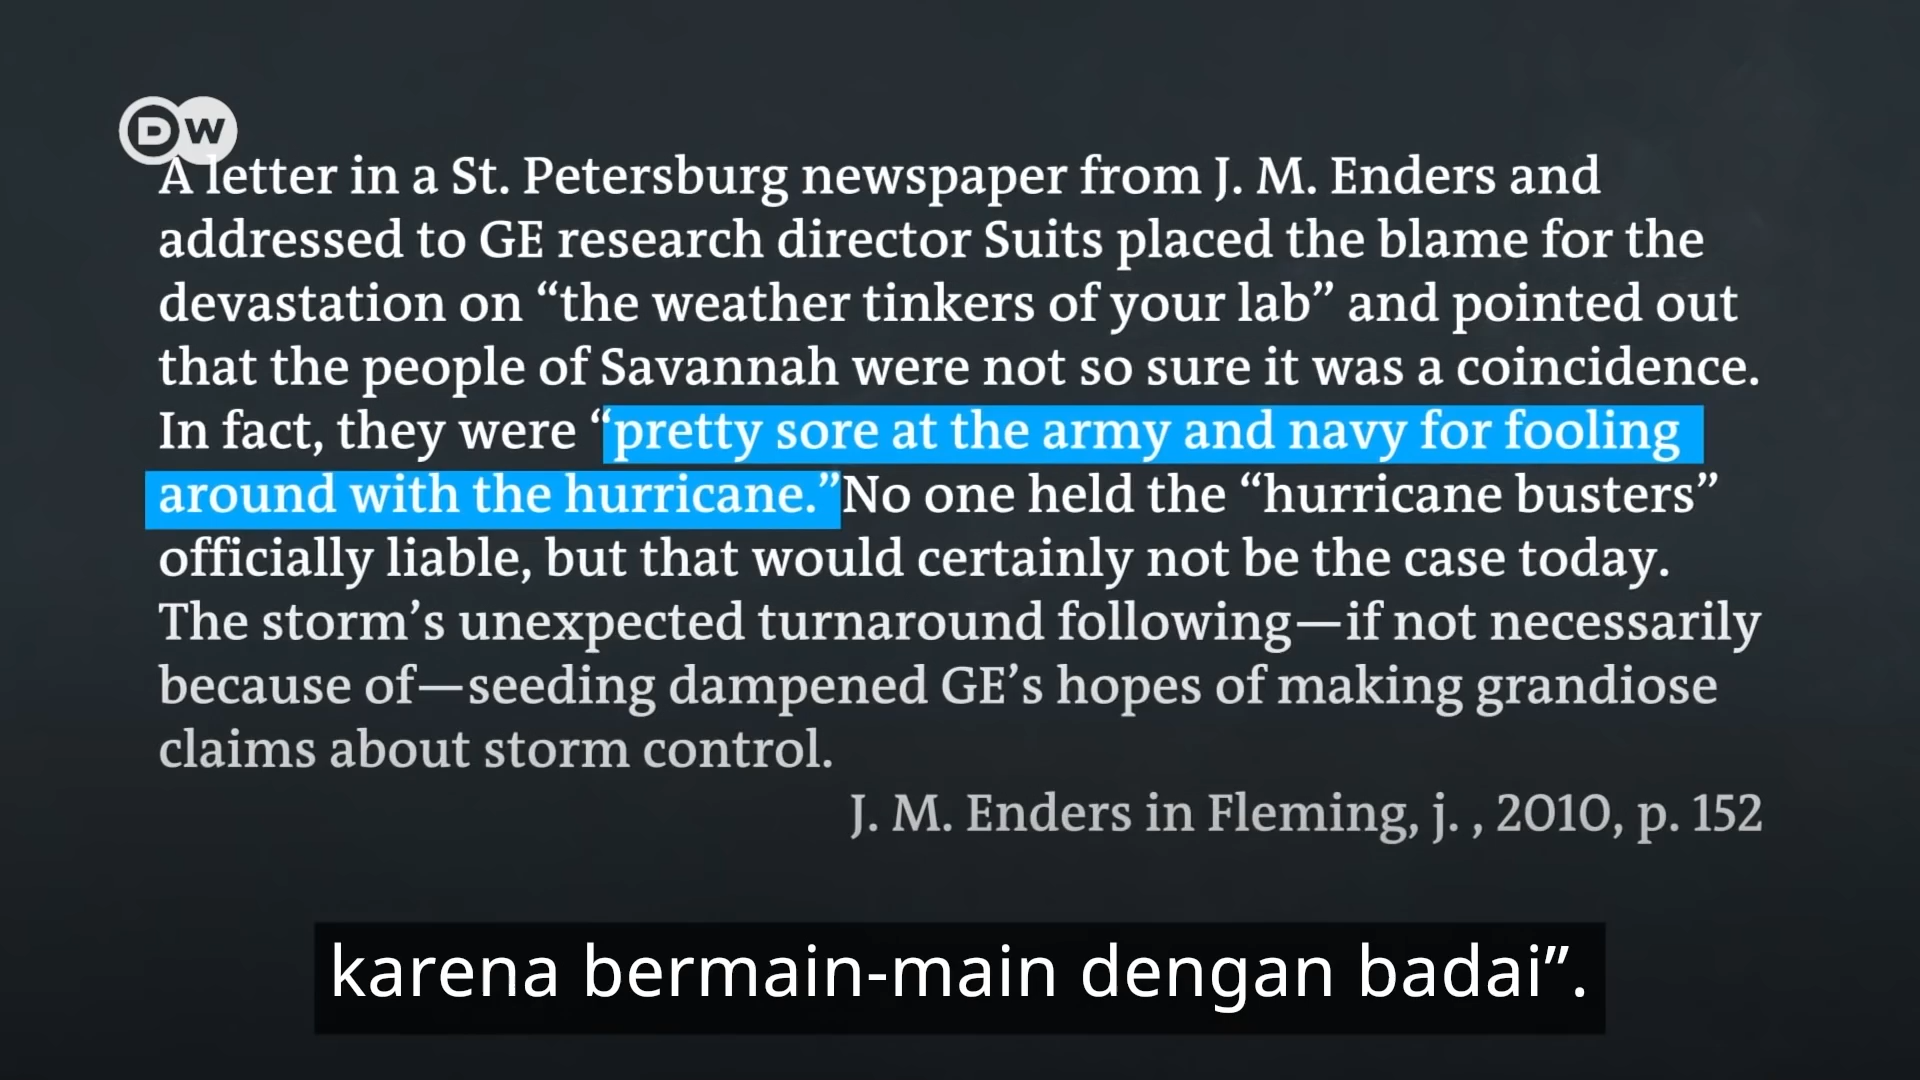 DW
A letter in a St. Petersburg newspaper from J. M. Enders and
addressed to GE research director Suits placed the blame for the
devastation on “the weather tinkers of your lab” and pointed out
that the people of Savannah were not so sure it was a coincidence.
In fact, they were “pretty sore at the army and navy for fooling
around with the hurricane.” No one held the “hurricane busters”
officially liable, but that would certainly not be the case today.
The storm’s unexpected turnaround following—if not necessarily
because of—seeding dampened GE’s hopes of making grandiose
claims about storm control.
J. M. Enders in Fleming, j. , 2010, p. 152
karena bermain-main dengan badai”.